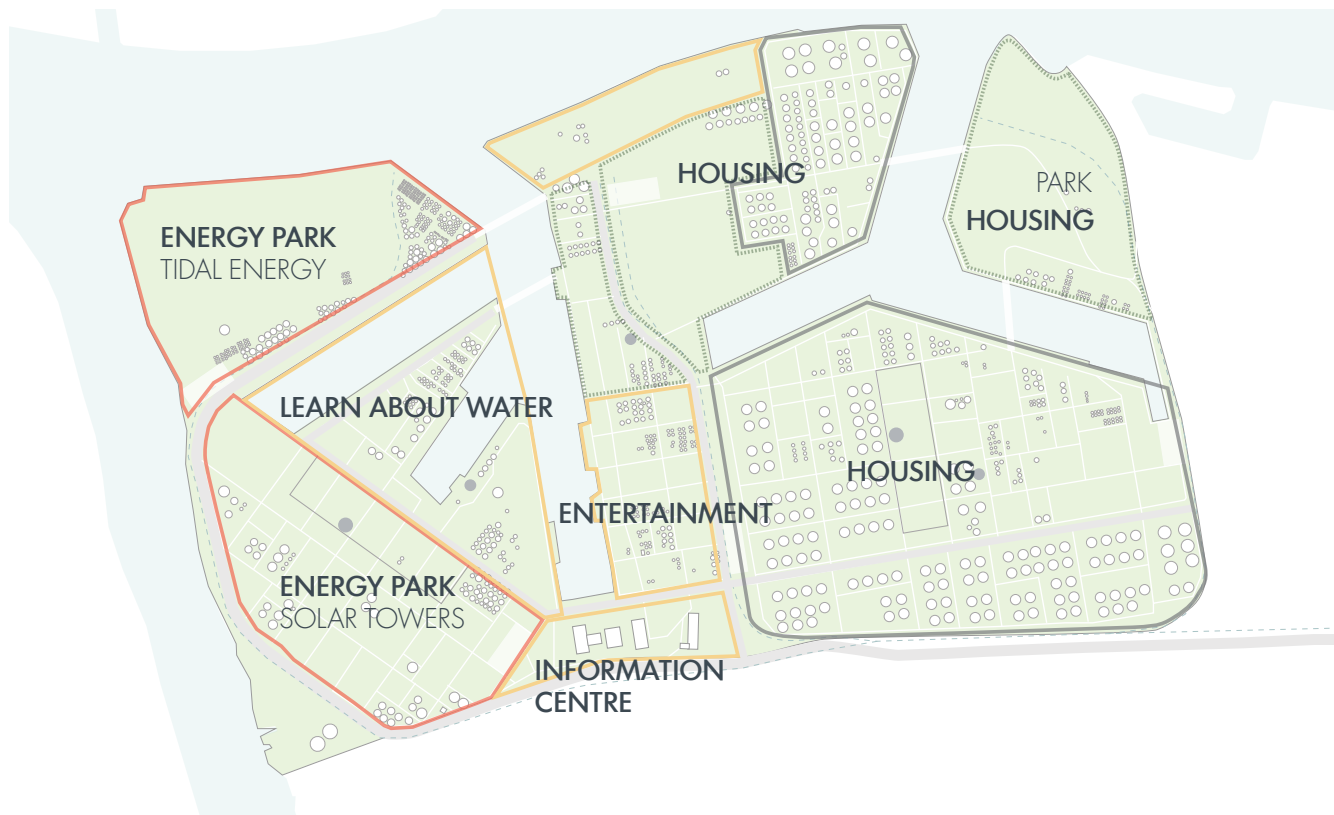 HOUSING
PARK
HOUSING
ENERGY PARK
TIDAL ENERGY
LEARN ABOUT WATER
HOUSING
ENTERTAINMENT
ENERGY PARK
SOLAR TOWERS
INFORMATION
CENTRE